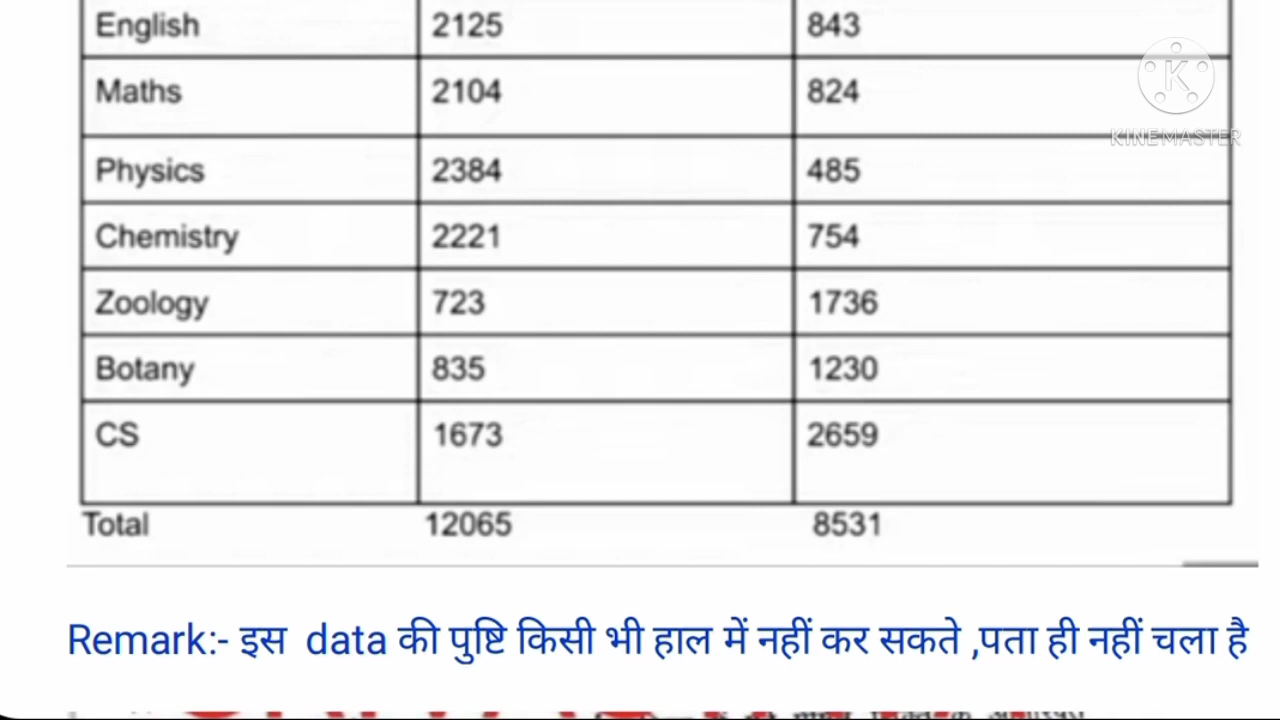 English 2125 843
Maths 2104 824
Physics 2384 485
Chemistry 2221 754
Zoology 723 1736
Botany 835 1230
CS 1673 2659
Total 12065 8531
Remark:- इस data की पुष्टि किसी भी हाल में नहीं कर सकते ,पता ही नहीं चला है
K
KINEMASTER